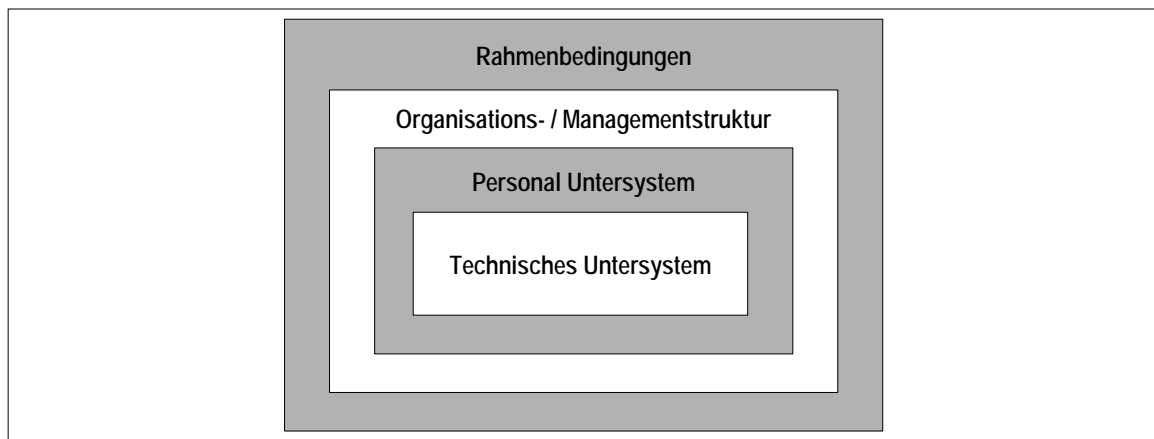 Rahmenbedingungen
Organisations- / Managementstruktur
Personal Untersystem
Technisches Untersystem